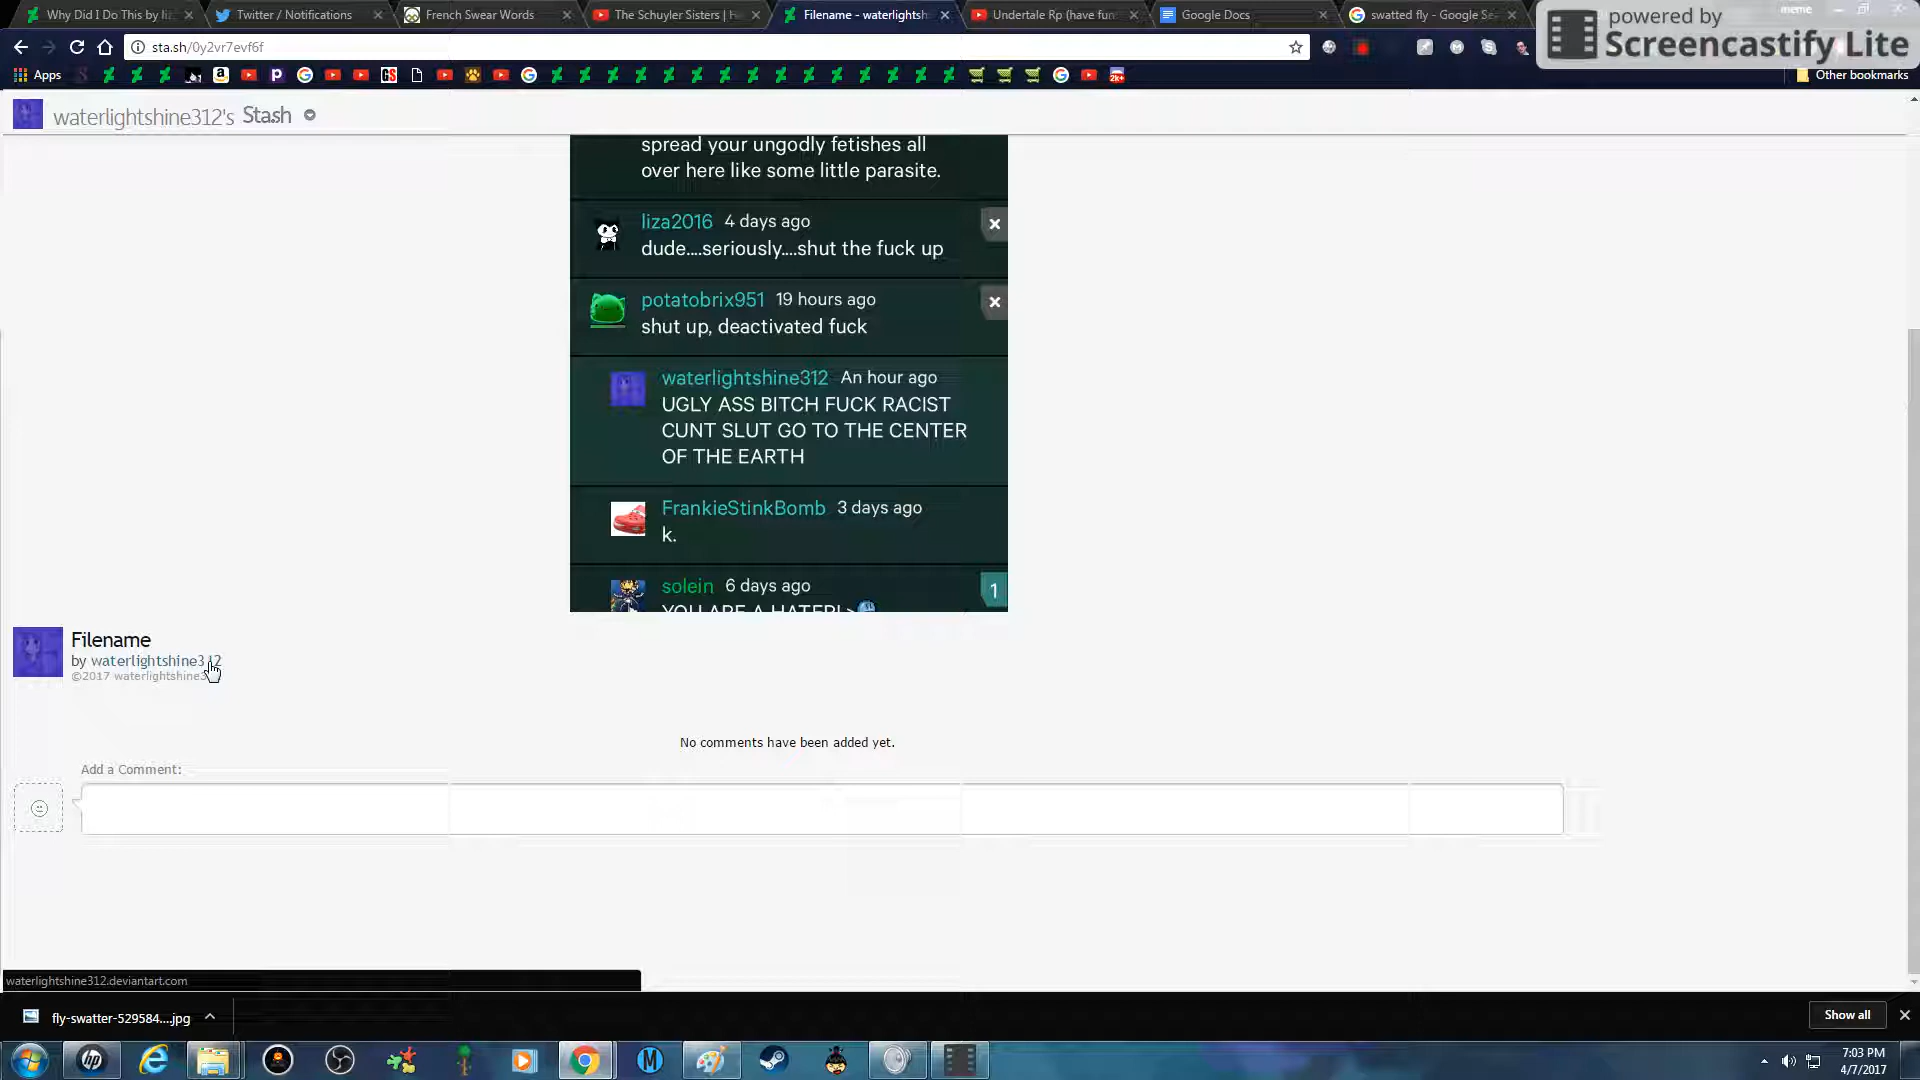 Why Did I Do This by li
Twitter / Notifications
French Swear Words
The Schuyler Sisters | H
Filename - waterlightsh
Undertale Rp (have fun
Google Docs
swatted fly - Google Se
meme
powered by
Screencastify Lite
sta.sh/0y2vr7evf6f
Apps
Other bookmarks
waterlightshine312's Stash
spread your ungodly fetishes all
over here like some little parasite.
liza2016 4 days ago
dude....seriously....shut the fuck up
potatobrix951 19 hours ago
shut up, deactivated fuck
waterlightshine312 An hour ago
UGLY ASS BITCH FUCK RACIST
CUNT SLUT GO TO THE CENTER
OF THE EARTH
FrankieStinkBomb 3 days ago
k.
solein 6 days ago
1
YOU ARE A HATER! >
Filename
by waterlightshine312
©2017 waterlightshine3
No comments have been added yet.
Add a Comment:
waterlightshine312.deviantart.com
fly-swatter-529584....jpg
Show all
7:03 PM
4/7/2017